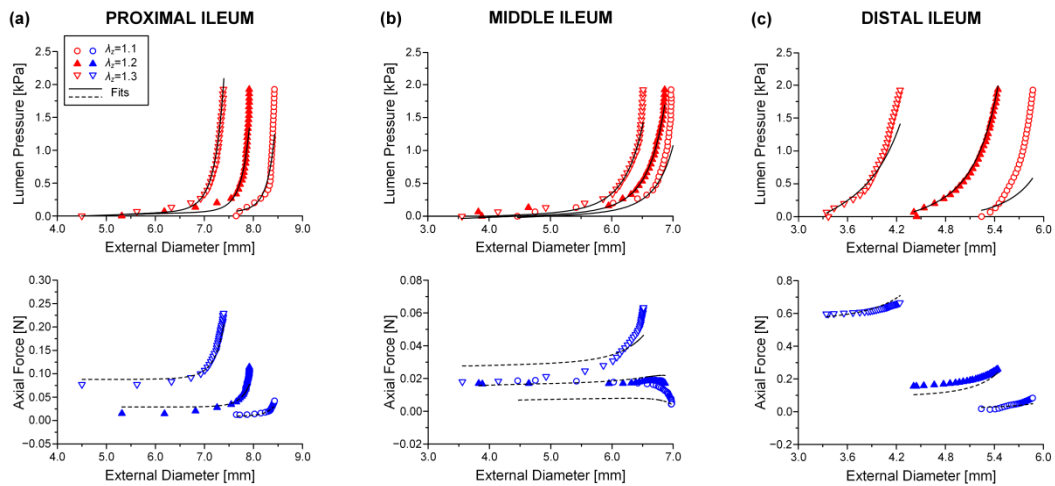 (a) PROXIMAL ILEUM
(b) MIDDLE ILEUM
(c) DISTAL ILEUM
λz=1.1
λz=1.2
λz=1.3
Fits
Lumen Pressure [kPa]
2.5
2.0
1.5
1.0
0.5
0.0
4.0 5.0 6.0 7.0 8.0 9.0
External Diameter [mm]
Lumen Pressure [kPa]
2.5
2.0
1.5
1.0
0.5
0.0
3.0 4.0 5.0 6.0 7.0
External Diameter [mm]
Lumen Pressure [kPa]
2.5
2.0
1.5
1.0
0.5
0.0
3.0 3.6 4.2 4.8 5.4 6.0
External Diameter [mm]
Axial Force [N]
0.30
0.25
0.20
0.15
0.10
0.05
0.00
−0.05
4.0 5.0 6.0 7.0 8.0 9.0
External Diameter [mm]
Axial Force [N]
0.08
0.06
0.04
0.02
0.00
−0.02
3.0 4.0 5.0 6.0 7.0
External Diameter [mm]
Axial Force [N]
0.8
0.6
0.4
0.2
0.0
−0.2
3.0 3.6 4.2 4.8 5.4 6.0
External Diameter [mm]